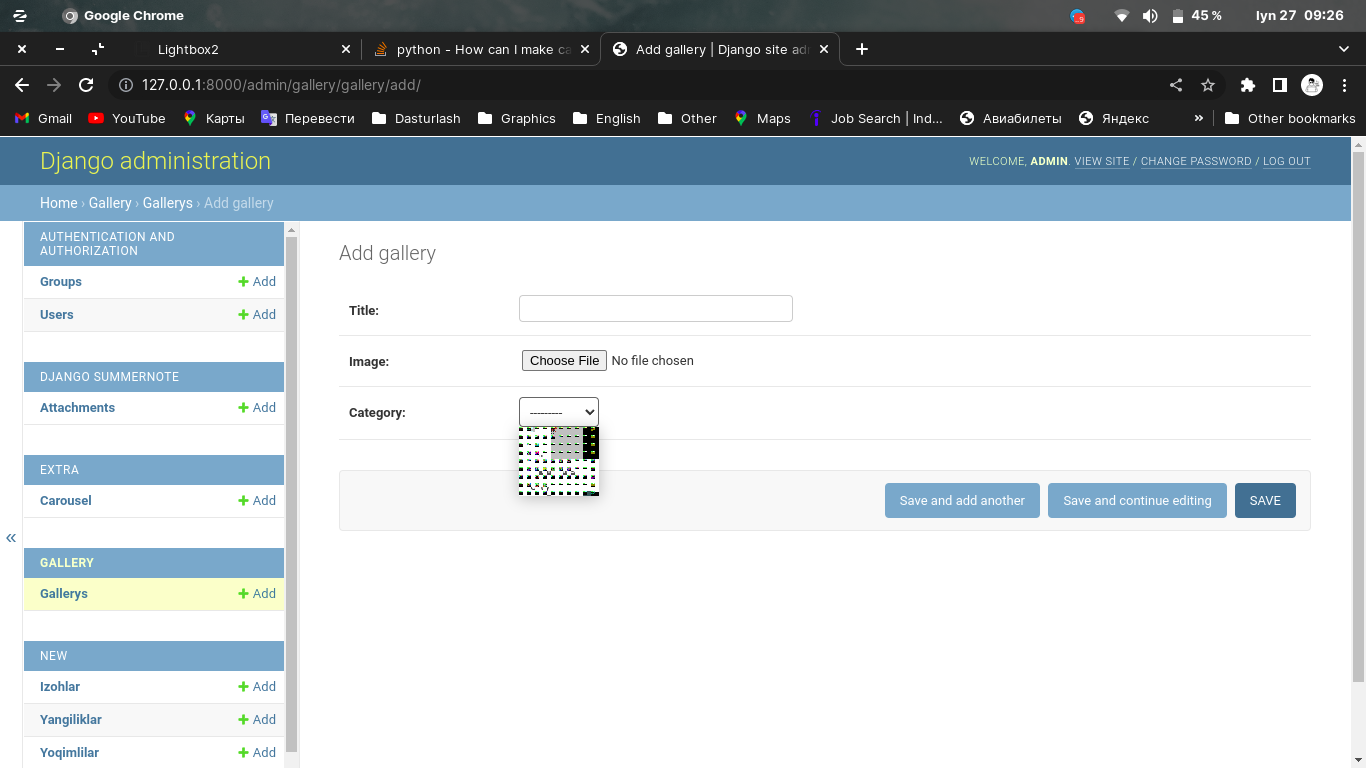 Google Chrome
45 %
Iyn 27 09:26
Lightbox2
python - How can I make ca
Add gallery | Django site adr
127.0.0.1:8000/admin/gallery/gallery/add/
Gmail
YouTube
Карты
Перевести
Dasturlash
Graphics
English
Other
Maps
Job Search | Ind...
Авиабилеты
Яндекс
»
Other bookmarks
Django administration
WELCOME, ADMIN. VIEW SITE / CHANGE PASSWORD / LOG OUT
Home › Gallery › Gallerys › Add gallery
AUTHENTICATION AND
AUTHORIZATION
Groups + Add
Users + Add
DJANGO SUMMERNOTE
Attachments + Add
EXTRA
Carousel + Add
«
GALLERY
Gallerys + Add
NEW
Izohlar + Add
Yangiliklar + Add
Yoqimlilar + Add
Add gallery
Title:
Image: Choose File No file chosen
Category: ---------
Save and add another
Save and continue editing
SAVE